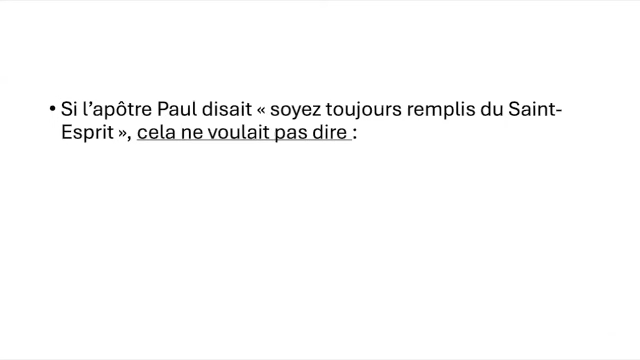 • Si l’apôtre Paul disait « soyez toujours remplis du Saint-
Esprit », cela ne voulait pas dire :